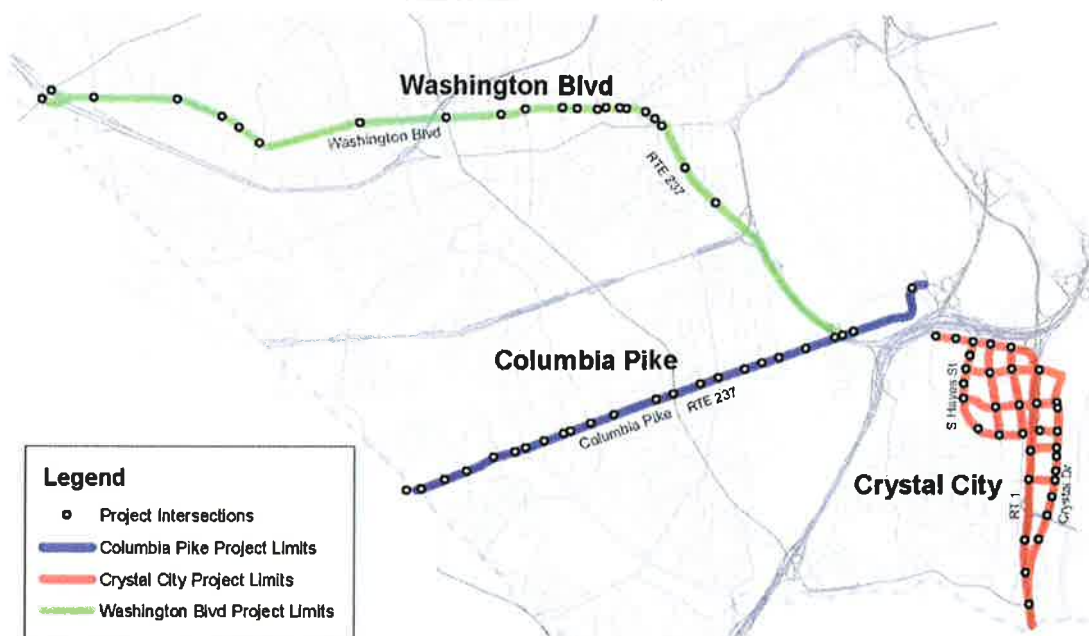 Washington Blvd
Washington Blvd
RTE 237
Columbia Pike
RTE 237
Columbia Pike
S Hayes St
Crystal City
RT 1
Crystal Dr
Legend
Project Intersections
Columbia Pike Project Limits
Crystal City Project Limits
Washington Blvd Project Limits